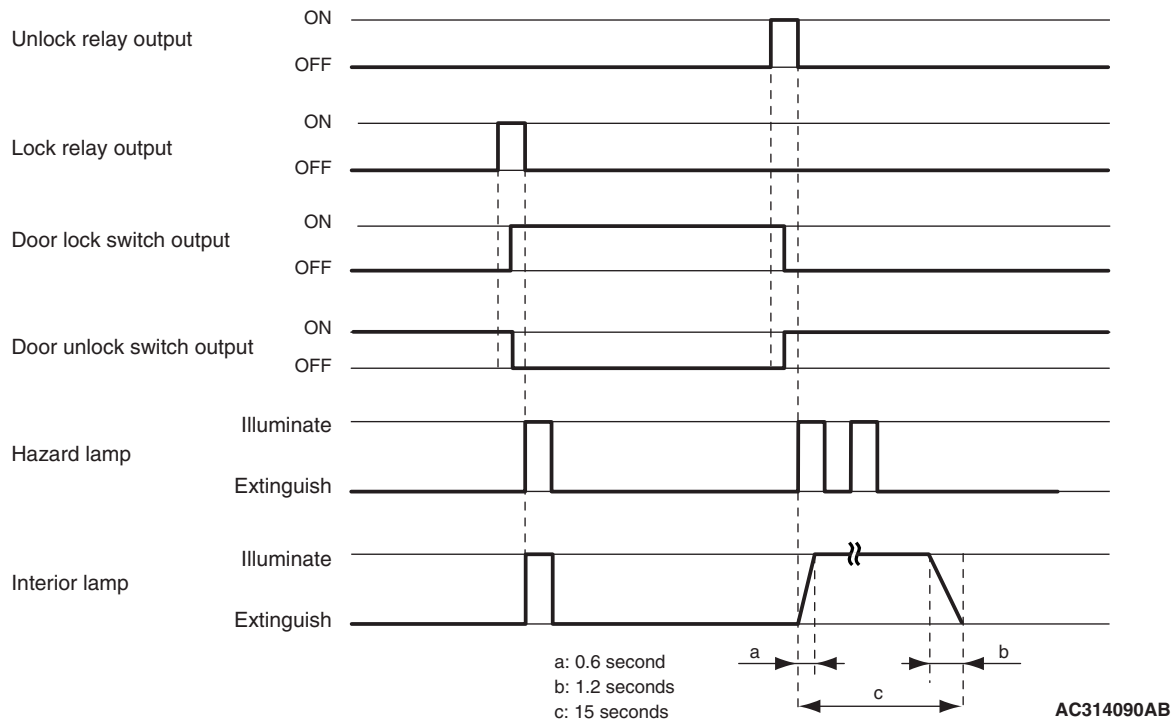 ON
Unlock relay output
OFF
ON
Lock relay output
OFF
ON
Door lock switch output
OFF
ON
Door unlock switch output
OFF
Illuminate
Hazard lamp
Extinguish
Illuminate
Interior lamp
Extinguish
a: 0.6 second
a
b
b: 1.2 seconds
c
c: 15 seconds
AC314090AB